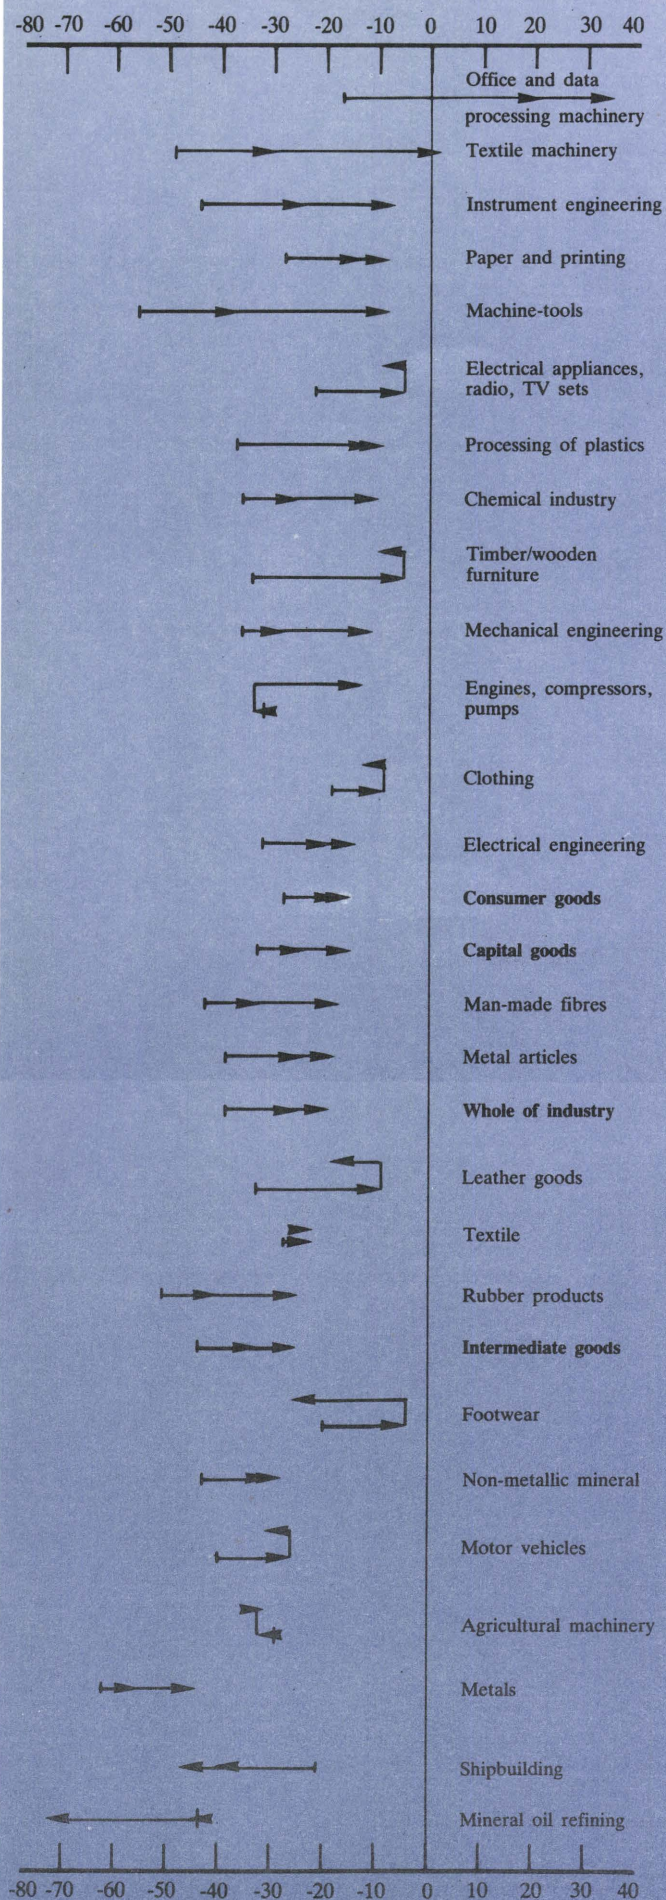 -80 -70 -60 -50 -40 -30 -20 -10 0 10 20 30 40
Office and data
processing machinery
Textile machinery
Instrument engineering
Paper and printing
Machine-tools
Electrical appliances,
radio, TV sets
Processing of plastics
Chemical industry
Timber/wooden
furniture
Mechanical engineering
Engines, compressors,
pumps
Clothing
Electrical engineering
Consumer goods
Capital goods
Man-made fibres
Metal articles
Whole of industry
Leather goods
Textile
Rubber products
Intermediate goods
Footwear
Non-metallic mineral
Motor vehicles
Agricultural machinery
Metals
Shipbuilding
Mineral oil refining
-80 -70 -60 -50 -40 -30 -20 -10 0 10 20 30 40